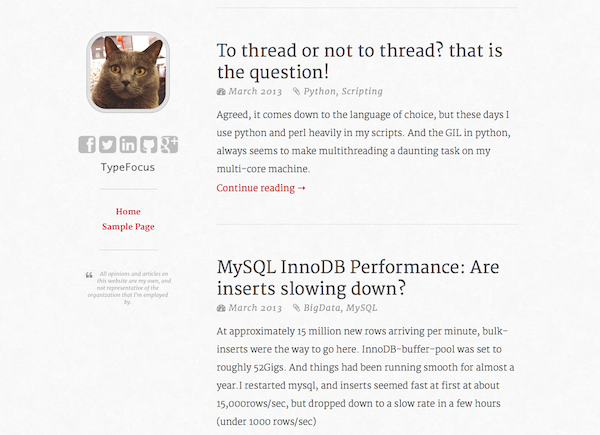 TypeFocus
Home
Sample Page
All opinions and articles on
this website are my own, and
not representative of the
organization that I'm employed
by.
To thread or not to thread? that is
the question!
March 2013 Python, Scripting
Agreed, it comes down to the language of choice, but these days I
use python and perl heavily in my scripts. And the GIL in python,
always seems to make multithreading a daunting task on my
multi-core machine.
Continue reading →
MySQL InnoDB Performance: Are
inserts slowing down?
March 2013 BigData, MySQL
At approximately 15 million new rows arriving per minute, bulk-
inserts were the way to go here. InnoDB-buffer-pool was set to
roughly 52Gigs. And things had been running smooth for almost a
year.I restarted mysql, and inserts seemed fast at first at about
15,000rows/sec, but dropped down to a slow rate in a few hours
(under 1000 rows/sec)